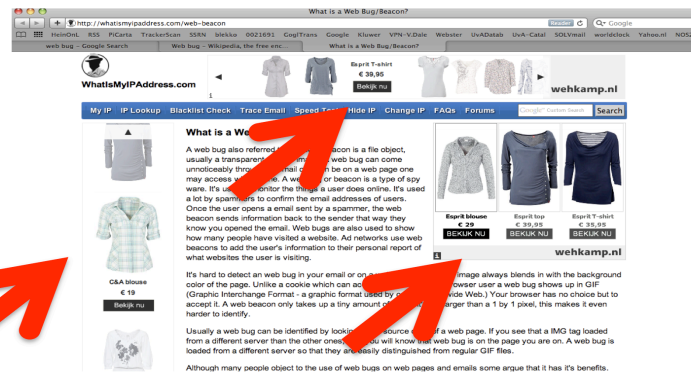 What is a Web Bug/Beacon?
http://whatismyipaddress.com/web-beacon
Reader
Google
HeinOnL RSS PiCarta TrackerScan SSRN blekko 0021691 GoglTrans Google Kluwer VPN-V.Dale Webster UvADatab UvA-Catal SOLVmail worldclock Yahoo.nl NOS
web bug – Google Search
Web bug – Wikipedia, the free enc...
What is a Web Bug/Beacon?
WhatIsMyIPAddress.com
1
Esprit T-shirt
€ 39,95
Bekijk nu
wehkamp.nl
My IP IP Lookup Blacklist Check Trace Email Speed Hide IP Change IP FAQs Forums
Google™ Custom Search
Search
What is a We
A web bug also referred
acon is a file
object,
usually a transparent
web bug can come
unnoticeably
mail
be on a web page one
may access
A we
or beacon is a type of spy
ware. It's
monitor the
a user does online. It's used
a lot by
to confirm the email addresses of users.
Once the user opens a email sent by a spammer, the web
beacon sends information back to the sender that way they
know you opened the email. Web bugs are also used to show
how many people have visited a website. Ad networks use web
beacons to add the user's information to their personal report of
what websites the user is visiting.
Esprit blouse
€ 29
BEKIJK NU
Esprit top
€ 39,95
BEKIJK NU
Esprit T-shirt
€ 35,95
BEKIJK NU
wehkamp.nl
C&A blouse
€ 19
Bekijk nu
It's hard to detect an web bug in your email or on a
image always blends in with the background
color of the page. Unlike a cookie which can
owser user a web bug shows up in GIF
(Graphic Interchange Format - a graphic format used by
ide Web.) Your browser has no choice but to
accept it. A web beacon only takes up a tiny amount
arger than a 1 by 1 pixel, this makes it even
harder to identify.
Usually a web bug can be identified by looking
source
of a web page. If you see that a IMG tag loaded
from a different server than the other ones,
you will know
web bug is on the page you are on. A web bug is
loaded from a different server so that they are easily distinguished from regular GIF files.
Although many people object to the use of web bugs on web pages and emails some argue that it has it's benefits.